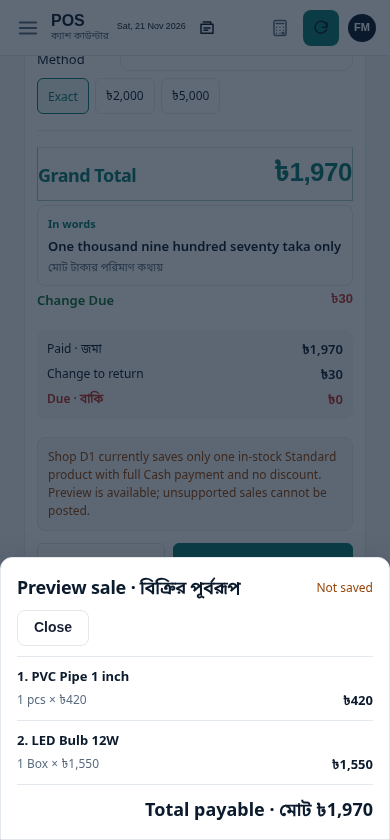 POS
ক্যাশ কাউন্টার
Sat, 21 Nov 2026
FM
Method
Exact
৳2,000
৳5,000
Grand Total
৳1,970
In words
One thousand nine hundred seventy taka only
মোট টাকার পরিমাণ কথায়
Change Due
৳30
Paid · জমা
৳1,970
Change to return
৳30
Due · বাকি
৳0
Shop D1 currently saves only one in-stock Standard
product with full Cash payment and no discount.
Preview is available; unsupported sales cannot be
posted.
Preview sale · বিক্রির পূর্বরূপ
Not saved
Close
1. PVC Pipe 1 inch
1 pcs × ৳420
৳420
2. LED Bulb 12W
1 Box × ৳1,550
৳1,550
Total payable · মোট ৳1,970